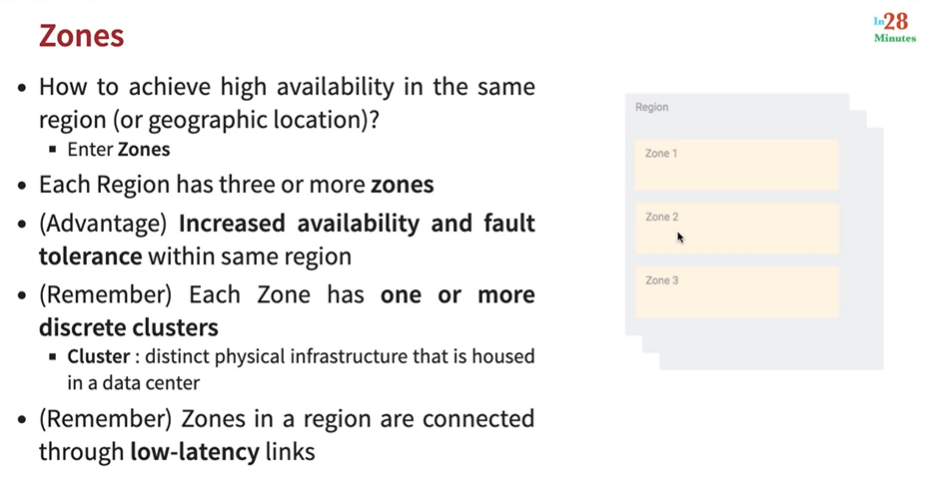 Zones
In28
Minutes
• How to achieve high availability in the same
region (or geographic location)?
▪ Enter Zones
• Each Region has three or more zones
• (Advantage) Increased availability and fault
tolerance within same region
• (Remember) Each Zone has one or more
discrete clusters
▪ Cluster : distinct physical infrastructure that is housed
in a data center
• (Remember) Zones in a region are connected
through low-latency links
Region
Zone 1
Zone 2
Zone 3